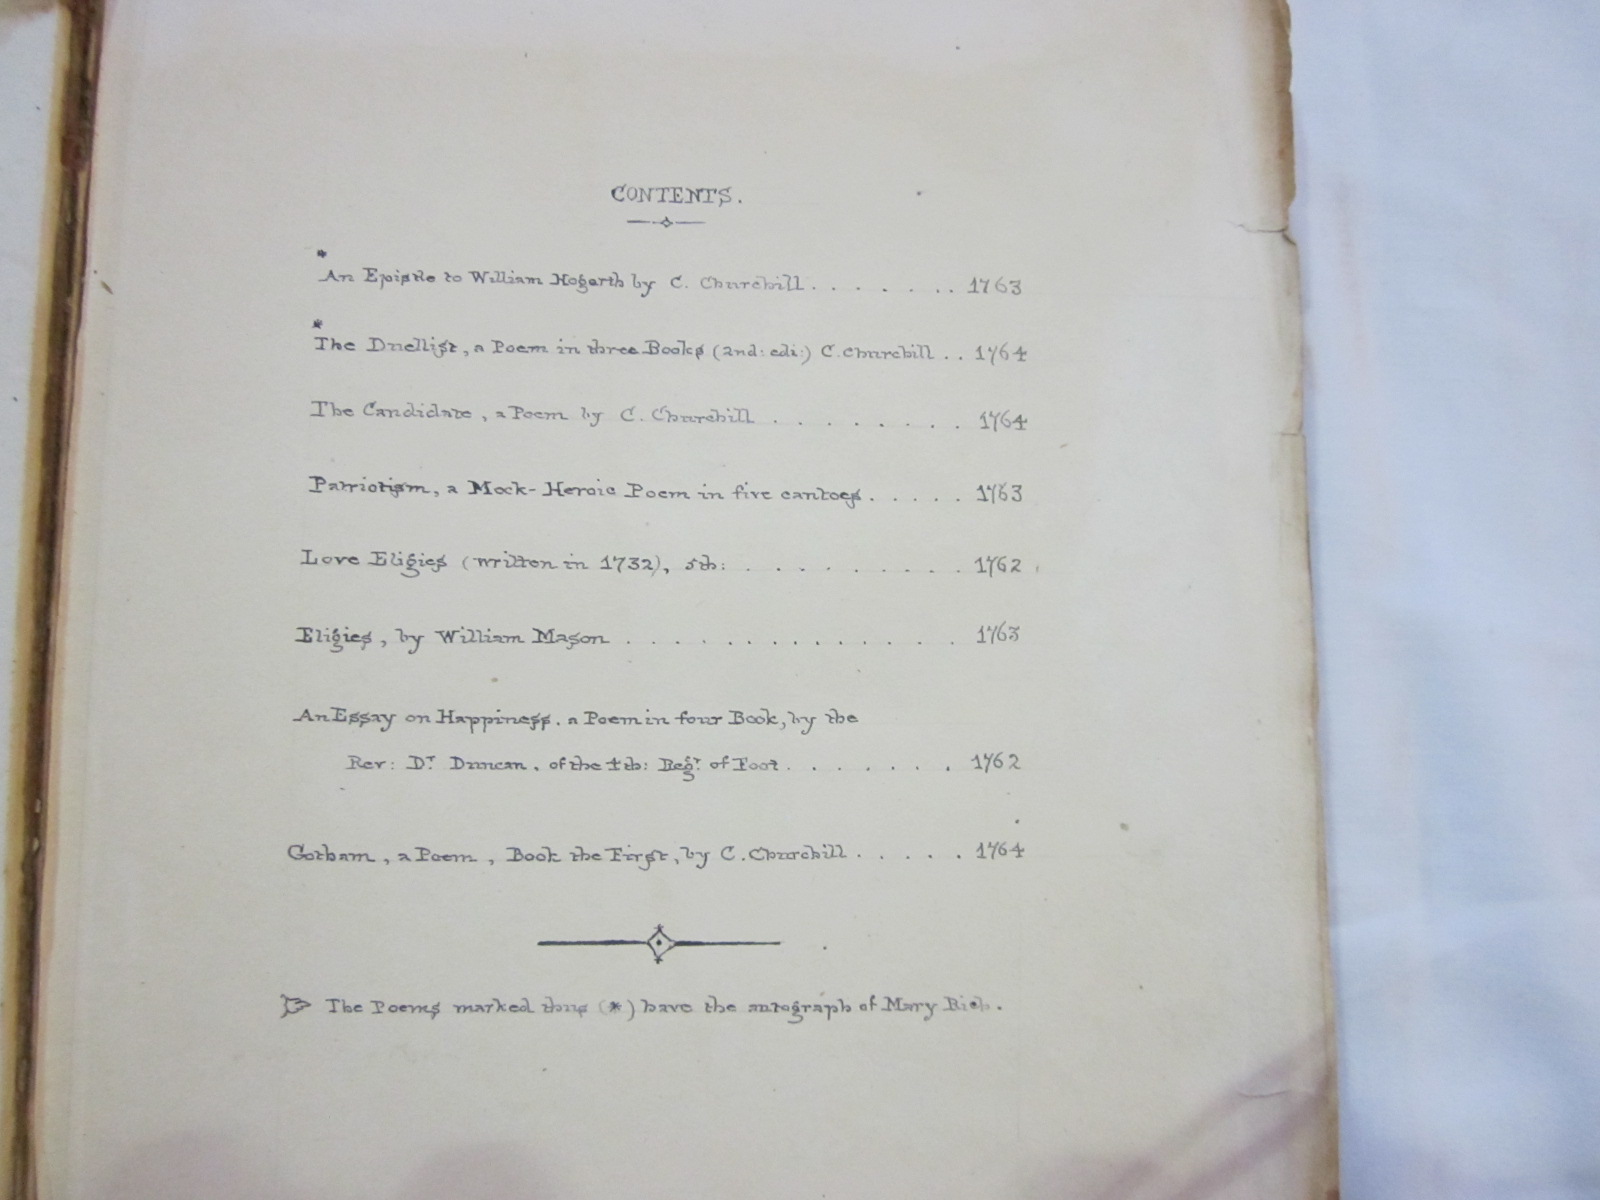 CONTENTS.
*
An Epistle to William Hogarth by C. Churchill . . . . . . . 1763
*
The Duellist, a Poem in three Books (2nd: edi:) C. Churchill . . 1764
The Candidate, a Poem by C. Churchill . . . . . . . . 1764
Patriotism, a Mock-Heroic Poem in five cantoes . . . . . 1763
Love Eligies (written in 1732), 5th: . . . . . . . . . 1762
Eligies, by William Mason . . . . . . . . . . . . . 1763
An Essay on Happiness. a Poem in four Book, by the
Rev: Dr Duncan. of the th: Regt. of Foot . . . . . . . 1762
Gotham, a Poem, Book the First, by C. Churchill . . . . . 1764
The Poems marked thus (*) have the autograph of Mary Rich.